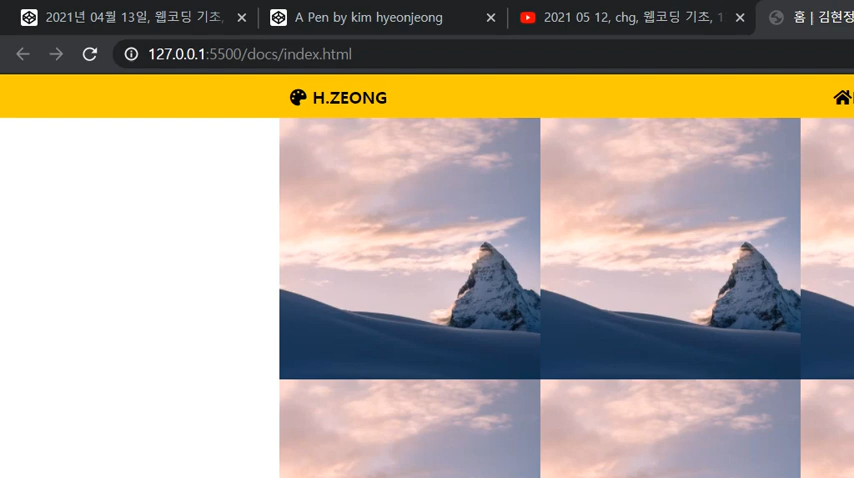 2021년 04월 13일, 웹코딩 기초,
A Pen by kim hyeonjeong
2021 05 12, chg, 웹코딩 기초, 1
홈 | 김현정
127.0.0.1:5500/docs/index.html
H.ZEONG